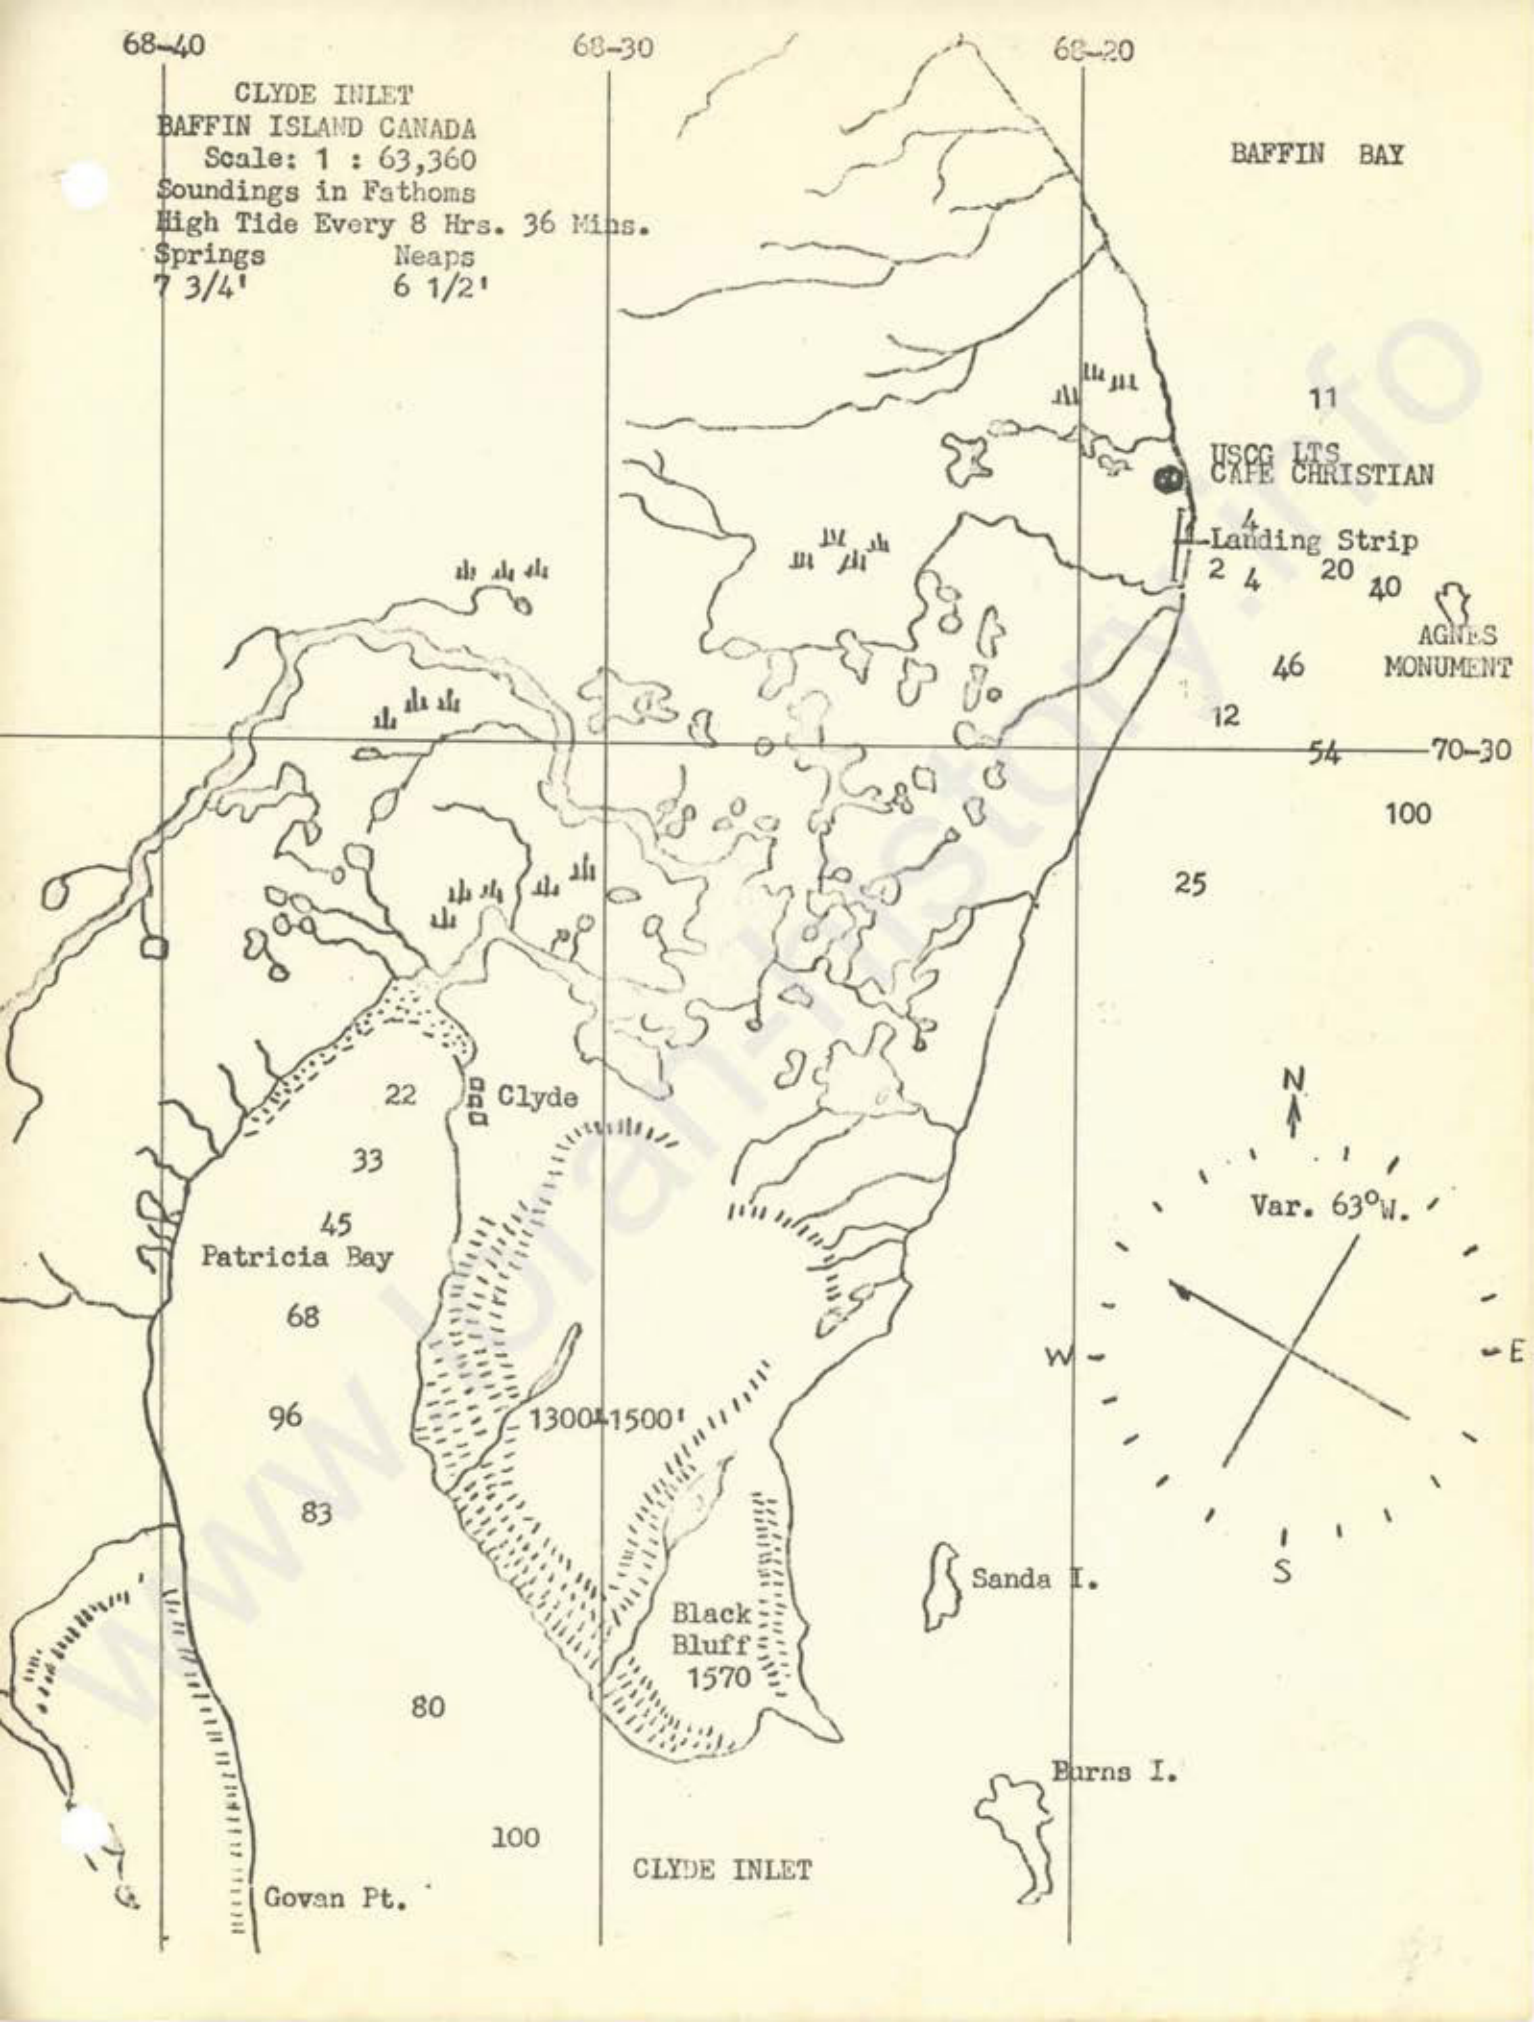 68-40
68-30
68-20
CLYDE INLET
BAFFIN ISLAND CANADA
Scale: 1 : 63,360
Soundings in Fathoms
High Tide Every 8 Hrs. 36 Mins.
Springs Neaps
7 3/4' 6 1/2'
BAFFIN BAY
11
USCG LTS
CAPE CHRISTIAN
4
Landing Strip
2 4 20 40
AGNES
MONUMENT
46
12
54
70-30
100
25
22
Clyde
33
45
Patricia Bay
68
96
83
80
100
1300'-1500'
N
Var. 63°W.
W
E
S
Sanda I.
Black
Bluff
1570
Burns I.
CLYDE INLET
Govan Pt.
www.loran-history.info